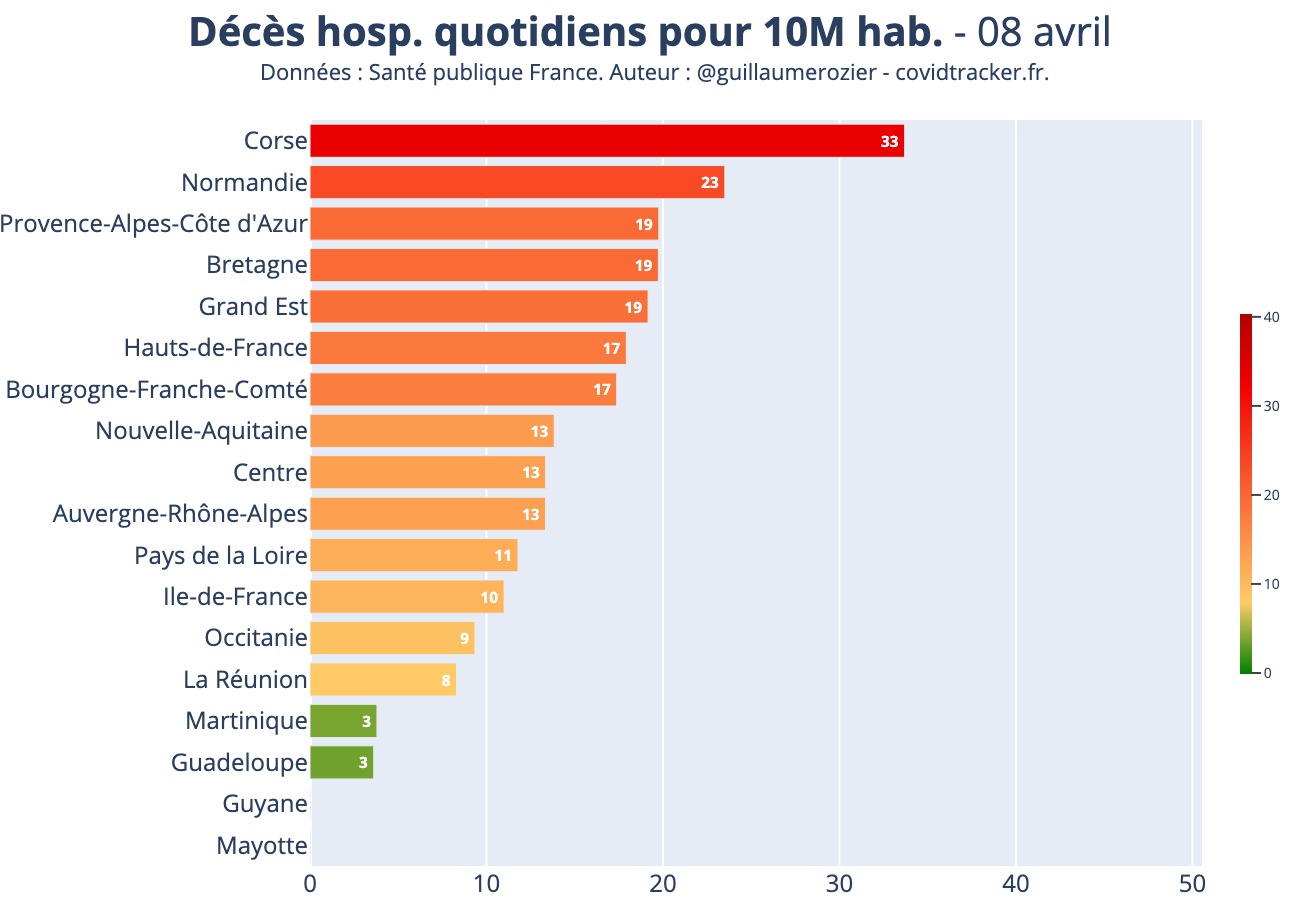 Décès hosp. quotidiens pour 10M hab. - 08 avril
Données : Santé publique France. Auteur : @guillaumerozier - covidtracker.fr.
Corse 33
Normandie 23
Provence-Alpes-Côte d'Azur 19
Bretagne 19
Grand Est 19
Hauts-de-France 17
Bourgogne-Franche-Comté 17
Nouvelle-Aquitaine 13
Centre 13
Auvergne-Rhône-Alpes 13
Pays de la Loire 11
Ile-de-France 10
Occitanie 9
La Réunion 8
Martinique 3
Guadeloupe 3
Guyane
Mayotte
0 10 20 30 40 50
40
30
20
10
0